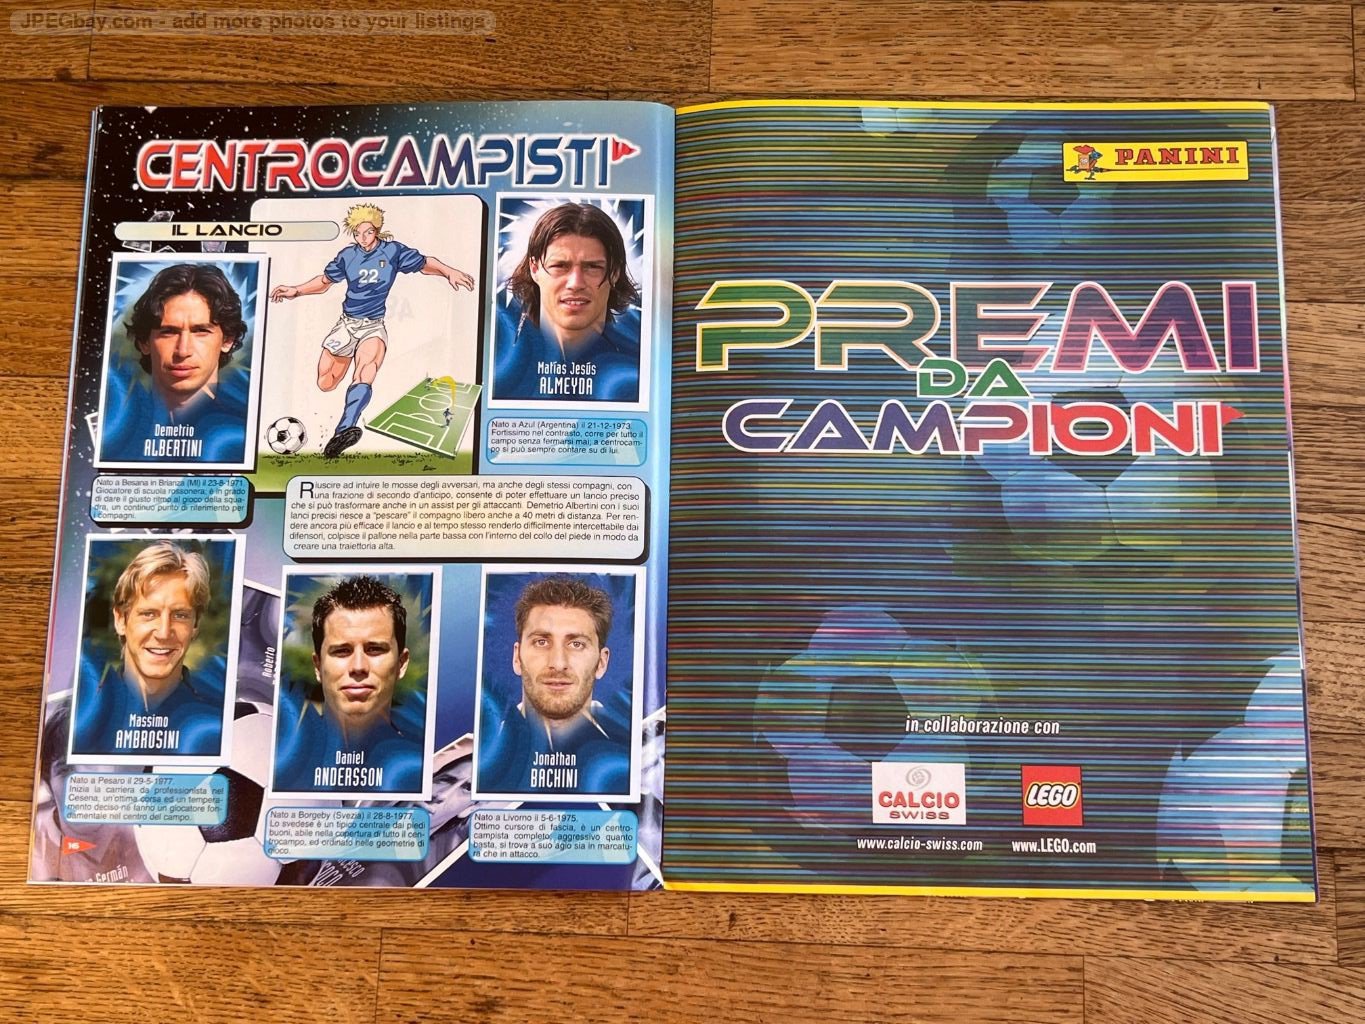 JPEGbay.com - add more photos to your listings
CENTROCAMPISTI
IL LANCIO
22
22
Demetrio
ALBERTINI
Nato a Besana in Brianza (MI) il 23-8-1971.
Giocatore di scuola rossonera; è in grado
di dare il giusto ritmo al gioco della squa-
dra, un continuo punto di riferimento per
i compagni.
Matías Jesús
ALMEYDA
Nato a Azul (Argentina) il 21-12-1973.
Fortissimo nel contrasto, corre per tutto il
campo senza fermarsi mai, a centrocam-
po si può sempre contare su di lui.
Riuscire ad intuire le mosse degli avversari, ma anche degli stessi compagni, con
una frazione di secondo d'anticipo, consente di poter effettuare un lancio preciso
che si può trasformare anche in un assist per gli attaccanti. Demetrio Albertini con i suoi
lanci precisi riesce a "pescare" il compagno libero anche a 40 metri di distanza. Per ren-
dere ancora più efficace il lancio e al tempo stesso renderlo difficilmente intercettabile dai
difensori, colpisce il pallone nella parte bassa con l'interno del collo del piede in modo da
creare una traiettoria alta.
Massimo
AMBROSINI
Nato a Pesaro il 29-5-1977.
Inizia la carriera da professionista nel
Cesena, un'ottima corsa ed un tempera-
mento deciso ne fanno un giocatore fon-
damentale nel centro del campo.
Roberto
Daniel
ANDERSSON
Nato a Borgeby (Svezia) il 28-8-1977.
Lo svedese è un tipico centrale dai piedi
buoni, abile nella copertura di tutto il cen-
trocampo, ed ordinato nelle geometrie di
gioco.
Jonathan
BACHINI
Nato a Livorno il 5-6-1975.
Ottimo cursore di fascia, è un centro-
campista completo, aggressivo quanto
basta, si trova a suo agio sia in marcatu-
ra che in attacco.
16
Germán
PANINI
PREMI
DA
CAMPIONI
in collaborazione con
CALCIO
SWISS
LEGO
www.calcio-swiss.com
www.LEGO.com